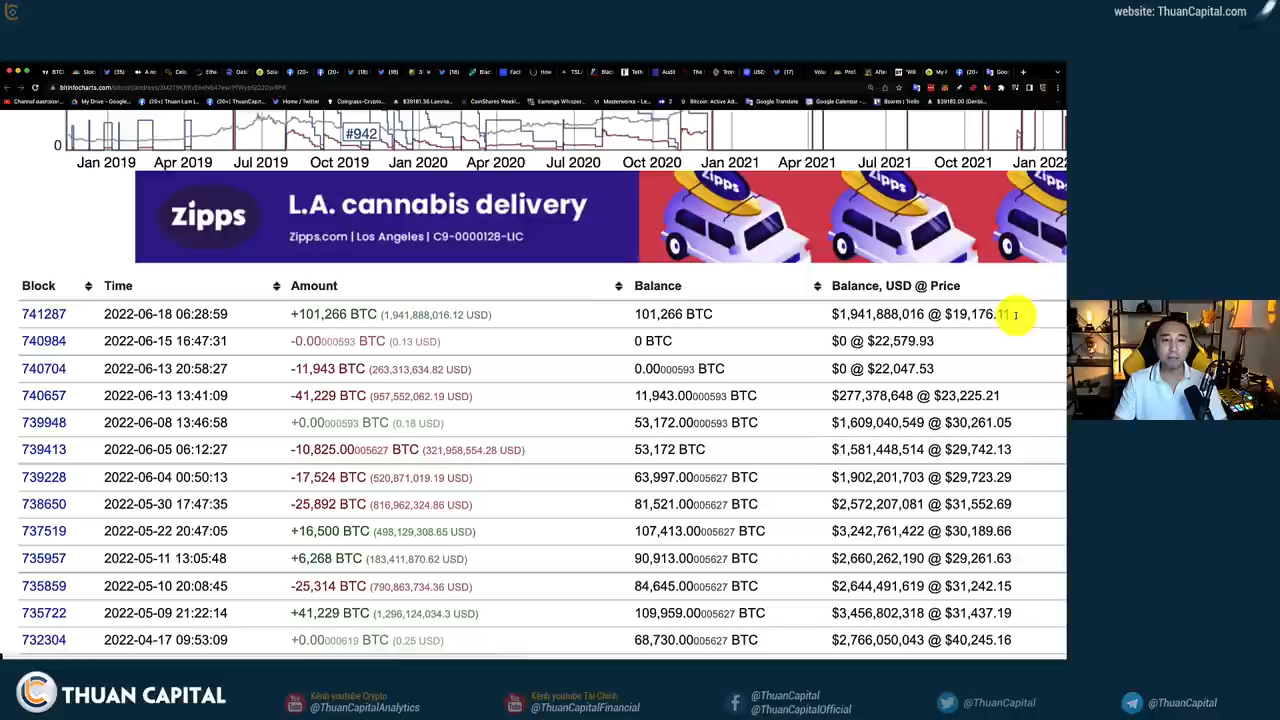 website: ThuanCapital.com
#942
0
Jan 2019 Apr 2019 Jul 2019 Oct 2019 Jan 2020 Apr 2020 Jul 2020 Oct 2020 Jan 2021 Apr 2021 Jul 2021 Oct 2021 Jan 2022
zipps
L.A. cannabis delivery
Zipps.com | Los Angeles | C9-0000128-LIC
zipps zipps zipps
Block Time Amount Balance Balance, USD @ Price
741287 2022-06-18 06:28:59 +101,266 BTC (1,941,888,016.12 USD) 101,266 BTC $1,941,888,016 @ $19,176.11
740984 2022-06-15 16:47:31 -0.00000593 BTC (0.13 USD) 0 BTC $0 @ $22,579.93
740704 2022-06-13 20:58:27 -11,943 BTC (263,313,634.82 USD) 0.00000593 BTC $0 @ $22,047.53
740657 2022-06-13 13:41:09 -41,229 BTC (957,552,062.19 USD) 11,943.00000593 BTC $277,378,648 @ $23,225.21
739948 2022-06-08 13:46:58 +0.00000593 BTC (0.18 USD) 53,172.00000593 BTC $1,609,040,549 @ $30,261.05
739413 2022-06-05 06:12:27 -10,825.00005627 BTC (321,958,554.28 USD) 53,172 BTC $1,581,448,514 @ $29,742.13
739228 2022-06-04 00:50:13 -17,524 BTC (520,871,019.19 USD) 63,997.00005627 BTC $1,902,201,703 @ $29,723.29
738650 2022-05-30 17:47:35 -25,892 BTC (816,962,324.86 USD) 81,521.00005627 BTC $2,572,207,081 @ $31,552.69
737519 2022-05-22 20:47:05 +16,500 BTC (498,129,308.65 USD) 107,413.00005627 BTC $3,242,761,422 @ $30,189.66
735957 2022-05-11 13:05:48 +6,268 BTC (183,411,870.62 USD) 90,913.00005627 BTC $2,660,262,190 @ $29,261.63
735859 2022-05-10 20:08:45 -25,314 BTC (790,863,734.36 USD) 84,645.00005627 BTC $2,644,491,619 @ $31,242.15
735722 2022-05-09 21:22:14 +41,229 BTC (1,296,124,034.3 USD) 109,959.00005627 BTC $3,456,802,318 @ $31,437.19
732304 2022-04-17 09:53:09 +0.00000619 BTC (0.25 USD) 68,730.00005627 BTC $2,766,050,043 @ $40,245.16
THUAN CAPITAL
Kênh youtube Crypto
@ThuanCapitalAnalytics
Kênh youtube Tài Chính
@ThuanCapitalFinancial
@ThuanCapital
@ThuanCapitalOfficial
@ThuanCapital
@ThuanCapital